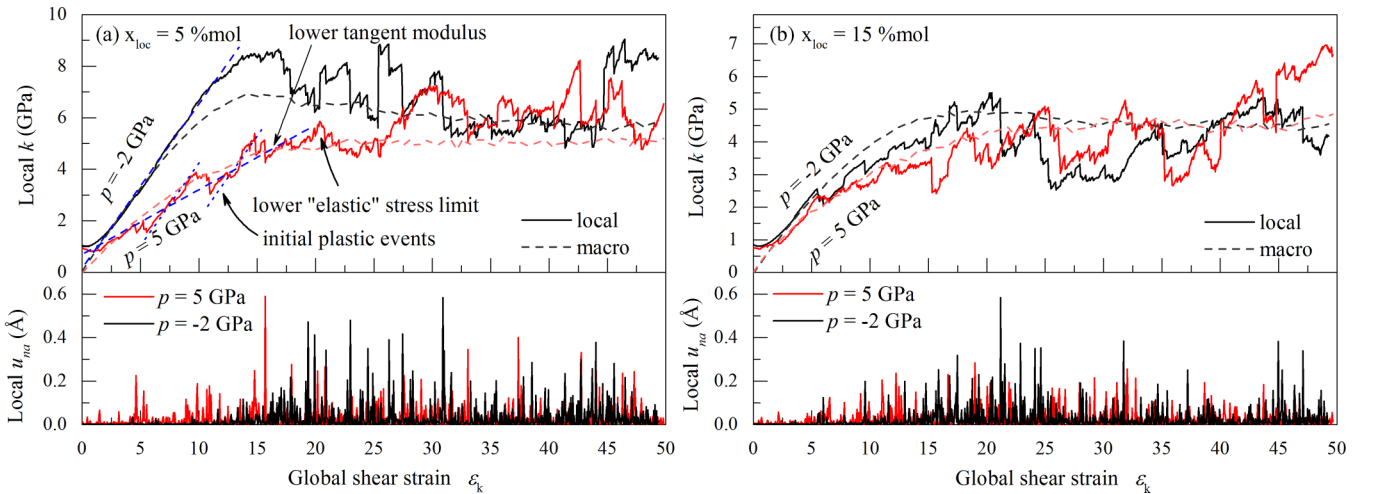 (a) x_loc = 5 %mol
lower tangent modulus
p = -2 GPa
p = 5 GPa
lower "elastic" stress limit
initial plastic events
local
macro
Local k (GPa)
10
8
6
4
2
0
p = 5 GPa
p = -2 GPa
Local u_na (Å)
0.6
0.4
0.2
0.0
0 5 10 15 20 25 30 35 40 45 50
Global shear strain ε_k
(b) x_loc = 15 %mol
p = -2 GPa
p = 5 GPa
local
macro
Local k (GPa)
7
6
5
4
3
2
1
0
p = 5 GPa
p = -2 GPa
Local u_na (Å)
0.6
0.4
0.2
0.0
0 5 10 15 20 25 30 35 40 45 50
Global shear strain ε_k